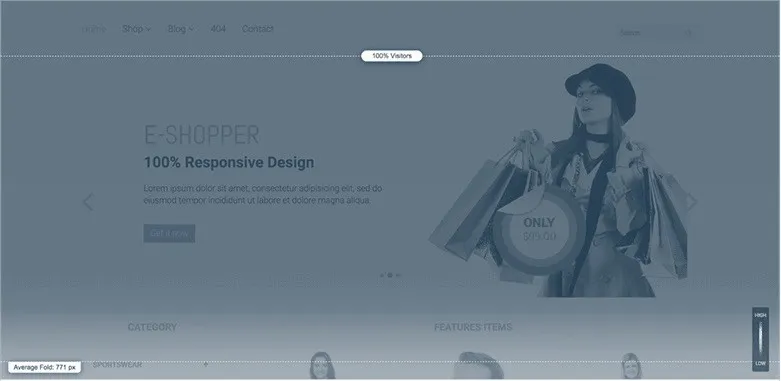 Home Shop Blog 404 Contact
Search
100% Visitors
E-SHOPPER
100% Responsive Design
Lorem ipsum dolor sit amet, consectetur adipisicing elit, sed do
eiusmod tempor incididunt ut labore et dolore magna aliqua
Get it now
ONLY
CATEGORY FEATURES ITEMS
HIGH
LOW
SPORTSWEAR +
Average Fold: 771 px